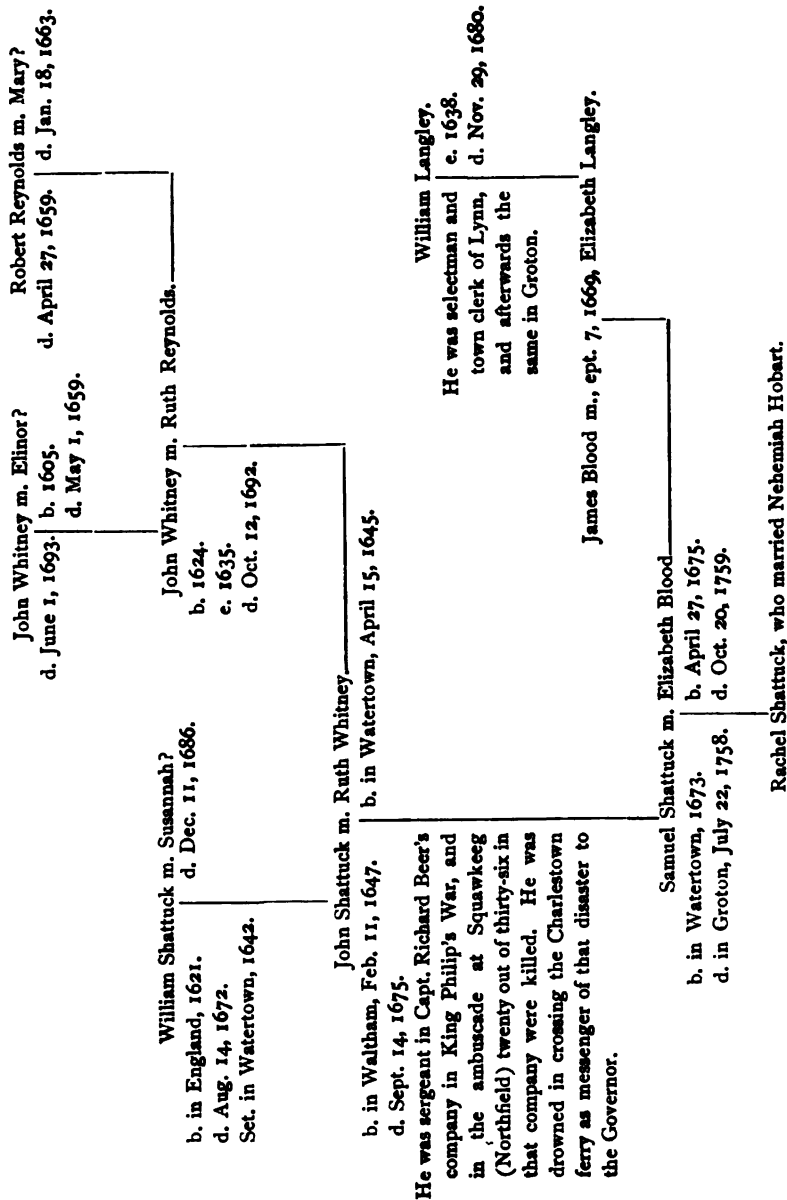 John Whitney m. Elinor?
d. June 1, 1693.
b. 1605.
d. May 1, 1659.
Robert Reynolds m. Mary?
d. April 27, 1659.
d. Jan. 18, 1663.
William Shattuck m. Susannah?
b. in England, 1621.
d. Aug. 14, 1672.
Set. in Watertown, 1642.
d. Dec. 11, 1686.
John Whitney m. Ruth Reynolds.
b. 1624.
e. 1635.
d. Oct. 12, 1692.
John Shattuck m. Ruth Whitney
b. in Waltham, Feb. 11, 1647.
d. Sept. 14, 1675.
b. in Watertown, April 15, 1645.
He was sergeant in Capt. Richard Beer's
company in King Philip's War, and
in the ambuscade at Squawkeeg
(Northfield) twenty out of thirty-six in
that company were killed. He was
drowned in crossing the Charlestown
ferry as messenger of that disaster to
the Governor.
William Langley.
He was selectman and
town clerk of Lynn,
and afterwards the
same in Groton.
e. 1638.
d. Nov. 29, 1680.
James Blood m., ept. 7, 1669, Elizabeth Langley.
Samuel Shattuck m. Elizabeth Blood
b. in Watertown, 1673.
d. in Groton, July 22, 1758.
b. April 27, 1675.
d. Oct. 20, 1759.
Rachel Shattuck, who married Nehemiah Hobart.